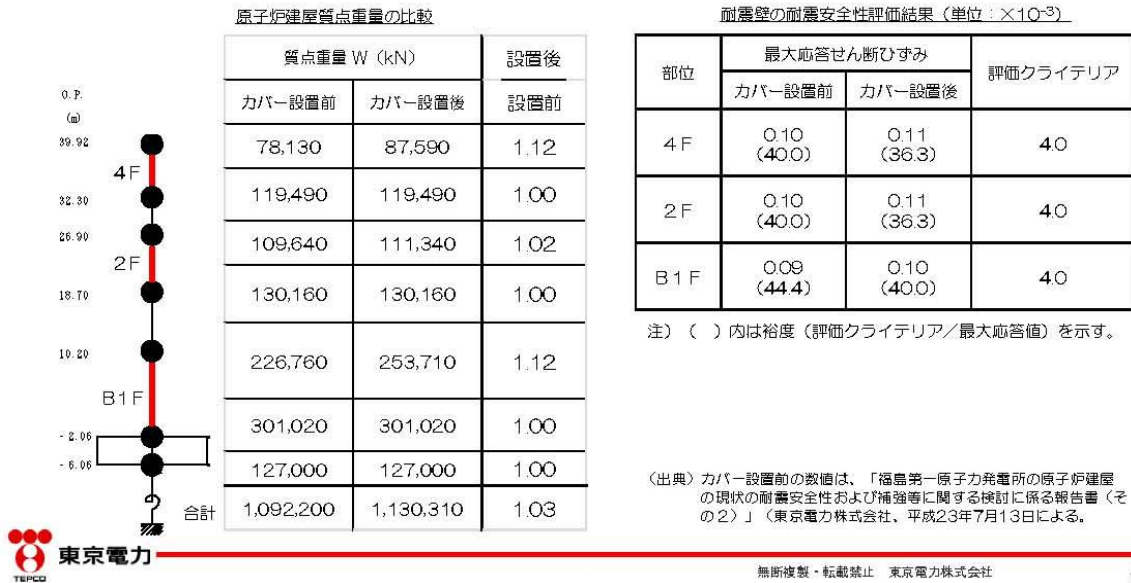 原子炉建屋質点重量の比較
質点重量 W (kN) 設置後
カバー設置前 カバー設置後 設置前
O.P.
(m)
39.92 78,130 87,590 1.12
4F
32.30 119,490 119,490 1.00
26.90 109,640 111,340 1.02
2F
18.70 130,160 130,160 1.00
10.20 226,760 253,710 1.12
B1F
-2.06 301,020 301,020 1.00
-6.06 127,000 127,000 1.00
合計 1,092,200 1,130,310 1.03
耐震壁の耐震安全性評価結果（単位：×10-3）
部位 最大応答せん断ひずみ 評価クライテリア
カバー設置前 カバー設置後
4F 0.10 0.11 4.0
(40.0) (36.3)
2F 0.10 0.11 4.0
(40.0) (36.3)
B1F 0.09 0.10 4.0
(44.4) (40.0)
注）（ ）内は裕度（評価クライテリア／最大応答値）を示す。
（出典）カバー設置前の数値は、「福島第一原子力発電所の原子炉建屋
の現状の耐震安全性および補強等に関する検討に係る報告書（そ
の２）」（東京電力株式会社、平成23年7月13日による。
東京電力
TEPCO
無断複製・転載禁止 東京電力株式会社